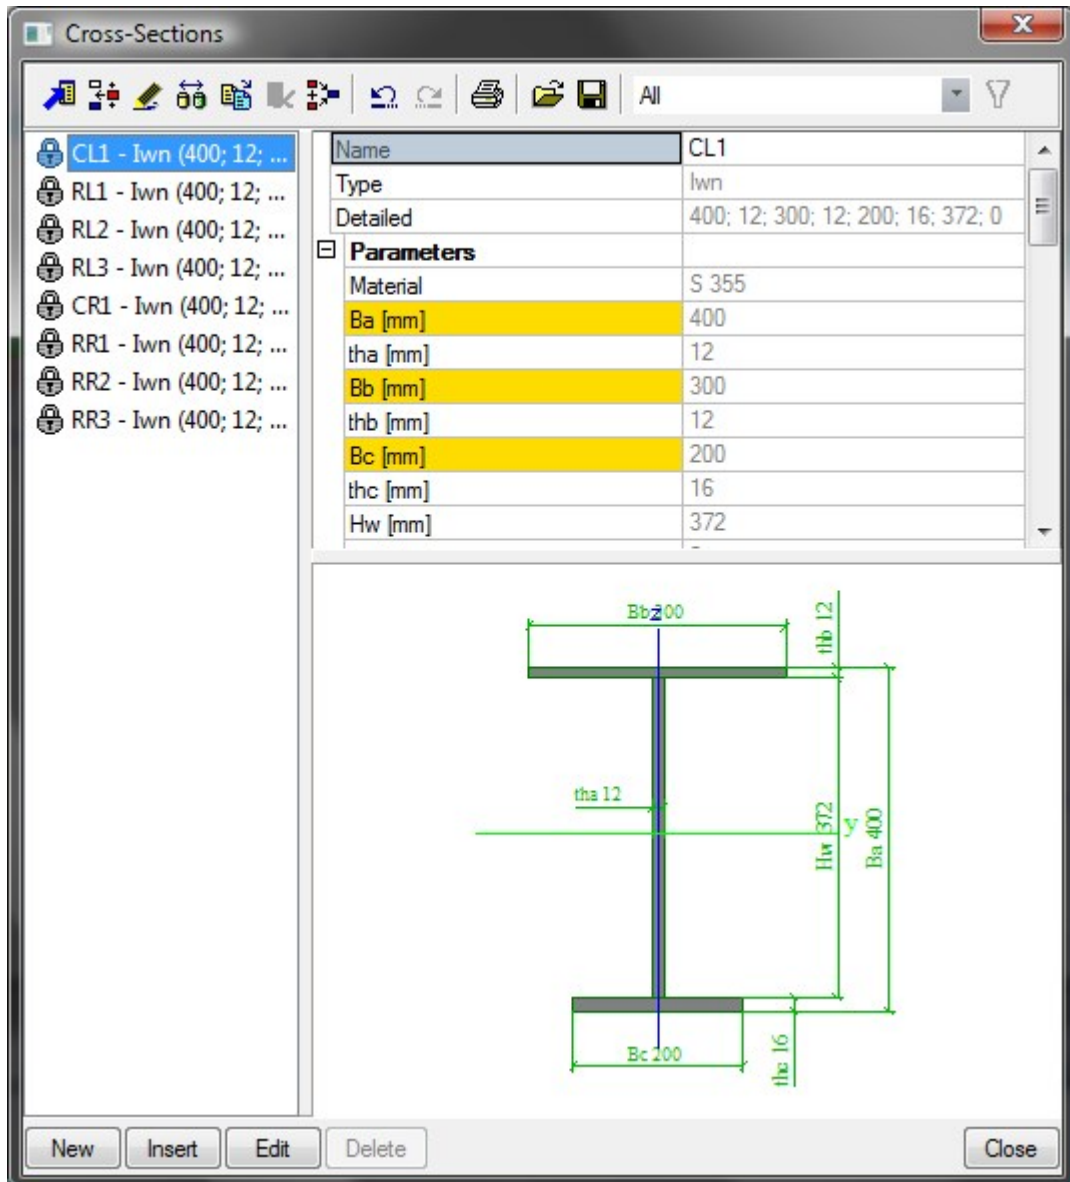 Cross-Sections
All
CL1 - Iwn (400; 12; ...
RL1 - Iwn (400; 12; ...
RL2 - Iwn (400; 12; ...
RL3 - Iwn (400; 12; ...
CR1 - Iwn (400; 12; ...
RR1 - Iwn (400; 12; ...
RR2 - Iwn (400; 12; ...
RR3 - Iwn (400; 12; ...
Name CL1
Type Iwn
Detailed 400; 12; 300; 12; 200; 16; 372; 0
Parameters
Material S 355
Ba [mm] 400
tha [mm] 12
Bb [mm] 300
thb [mm] 12
Bc [mm] 200
thc [mm] 16
Hw [mm] 372
Bb 300
z
thb 12
tha 12
Hw 372
y
Ba 400
Bc 200
thc 16
New Insert Edit Delete Close